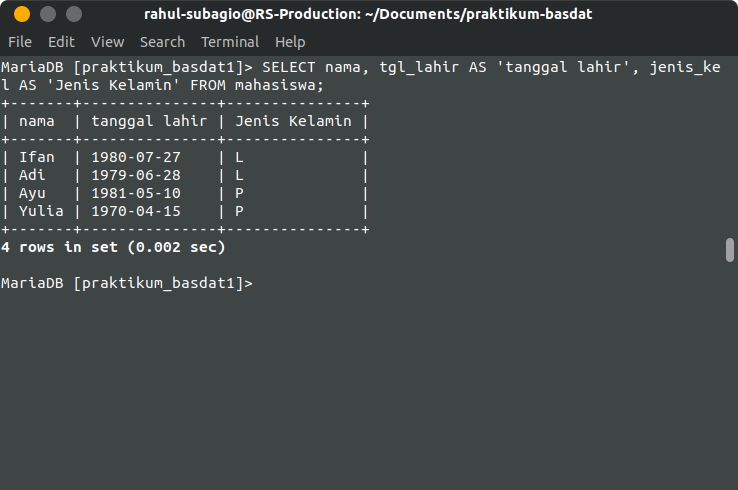 rahul-subagio@RS-Production: ~/Documents/praktikum-basdat
File Edit View Search Terminal Help
MariaDB [praktikum_basdat1]> SELECT nama, tgl_lahir AS 'tanggal lahir', jenis_ke
l AS 'Jenis Kelamin' FROM mahasiswa;
+-------+---------------+---------------+
| nama  | tanggal lahir | Jenis Kelamin |
+-------+---------------+---------------+
| Ifan  | 1980-07-27    | L             |
| Adi   | 1979-06-28    | L             |
| Ayu   | 1981-05-10    | P             |
| Yulia | 1970-04-15    | P             |
+-------+---------------+---------------+
4 rows in set (0.002 sec)
MariaDB [praktikum_basdat1]>